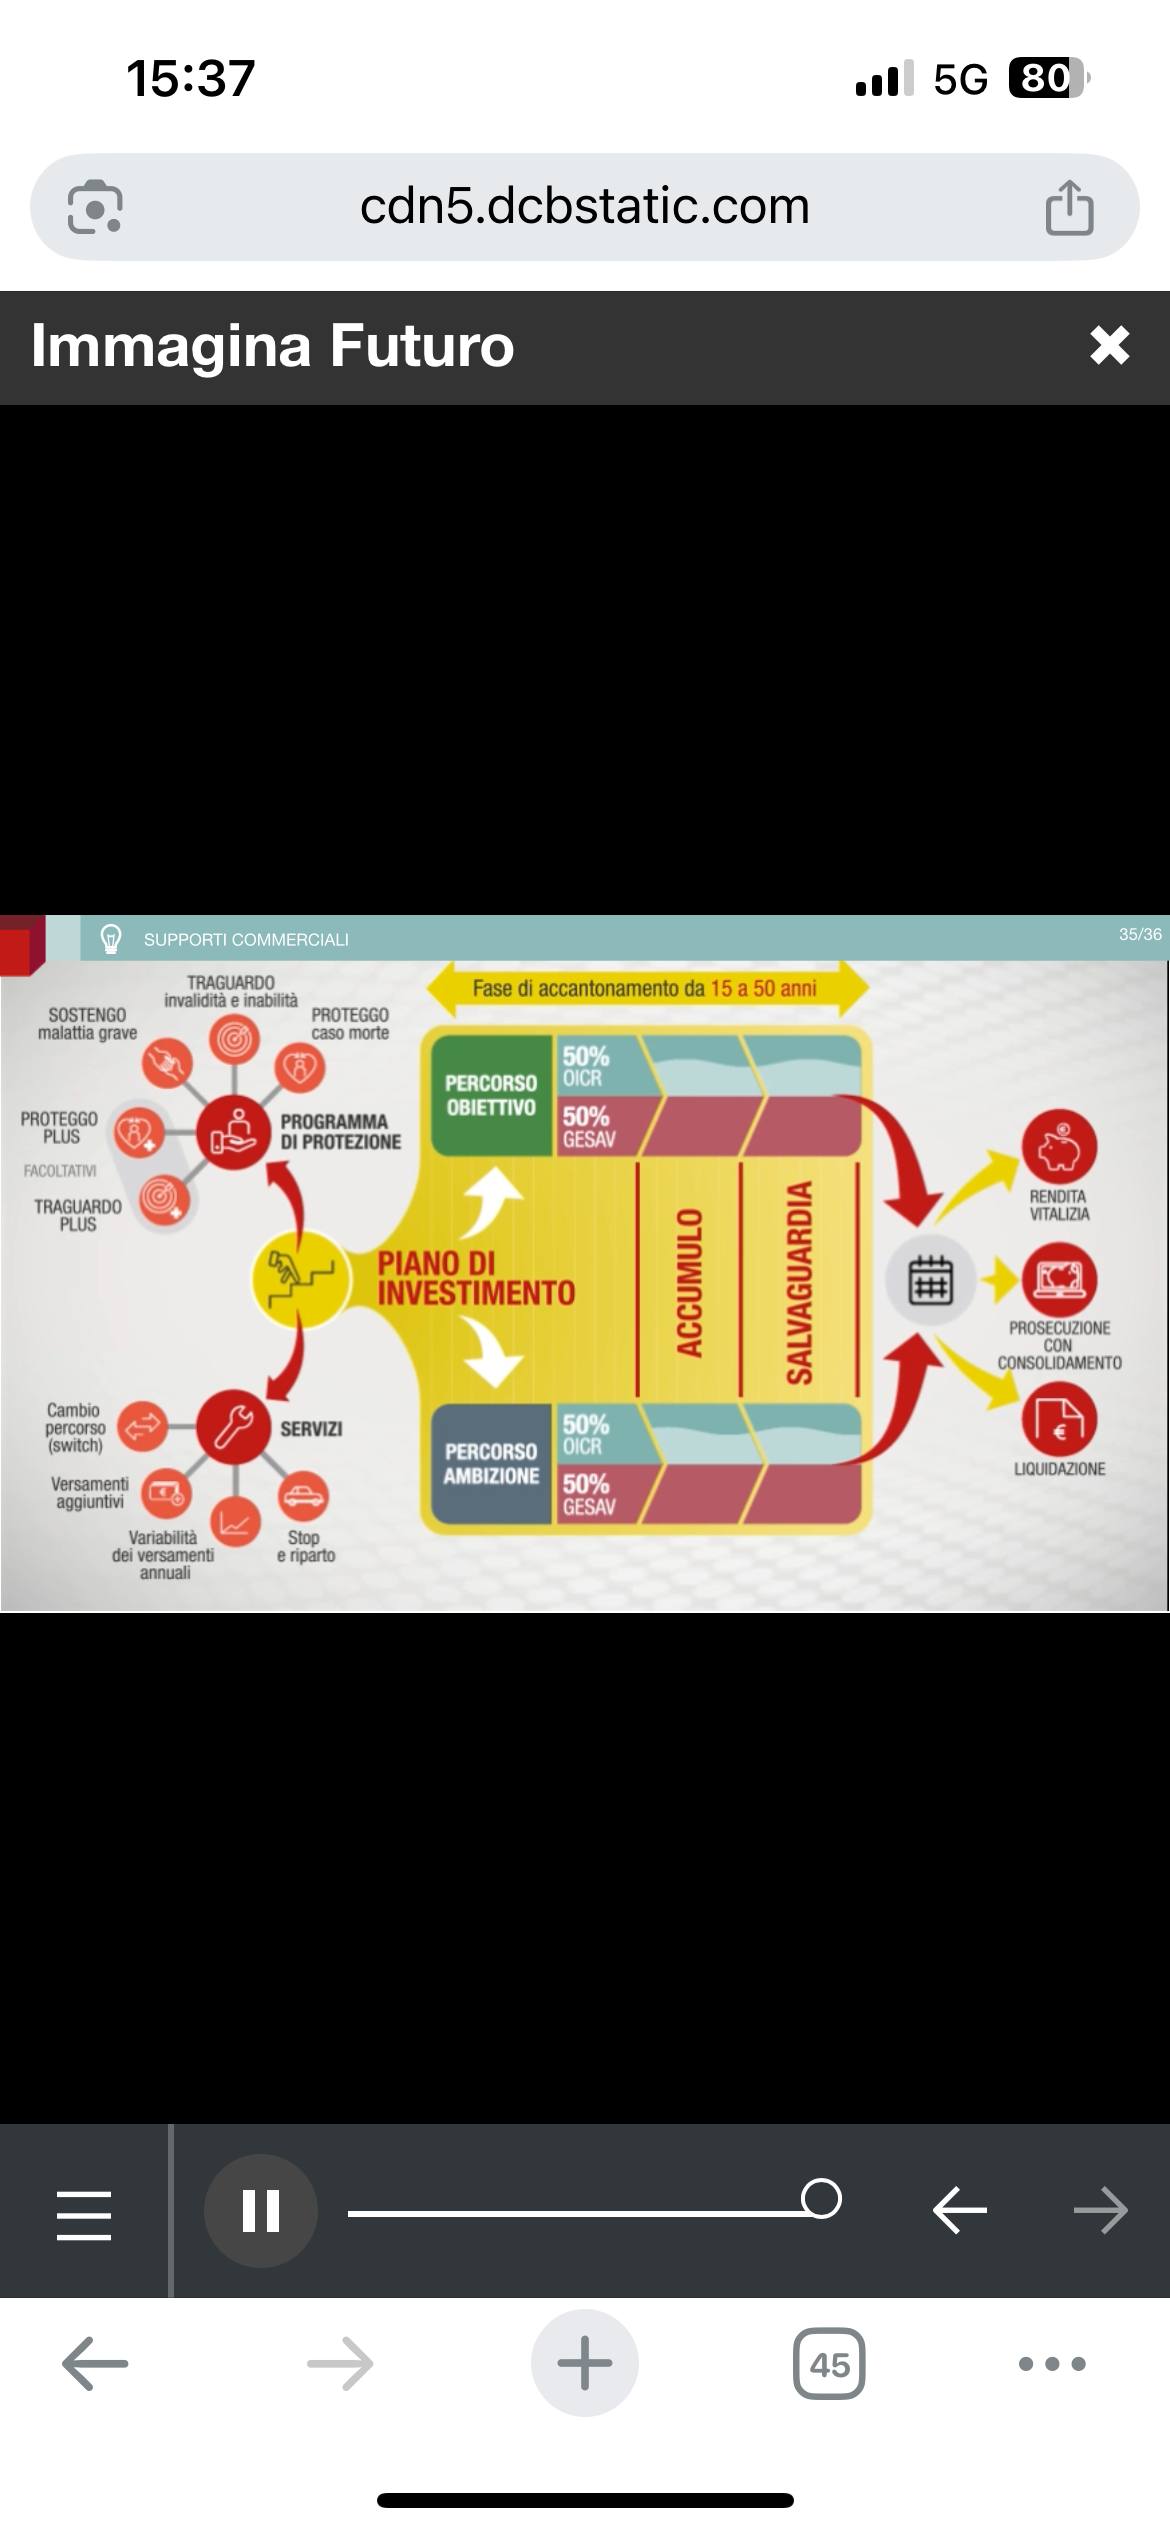 15:37
5G
80
cdn5.dcbstatic.com
Immagina Futuro
SUPPORTI COMMERCIALI
35/36
TRAGUARDO
invalidità e inabilità
SOSTENGO
malattia grave
PROTEGGO
caso morte
PROTEGGO
PLUS
FACOLTATIVI
TRAGUARDO
PLUS
PROGRAMMA
DI PROTEZIONE
Fase di accantonamento da 15 a 50 anni
PERCORSO
OBIETTIVO
50%
OICR
50%
GESAV
PIANO DI
INVESTIMENTO
ACCUMULO
SALVAGUARDIA
PERCORSO
AMBIZIONE
50%
OICR
50%
GESAV
RENDITA
VITALIZIA
PROSECUZIONE
CON
CONSOLIDAMENTO
€
LIQUIDAZIONE
SERVIZI
Cambio
percorso
(switch)
Versamenti
aggiuntivi
Variabilità
dei versamenti
annuali
Stop
e riparto
45